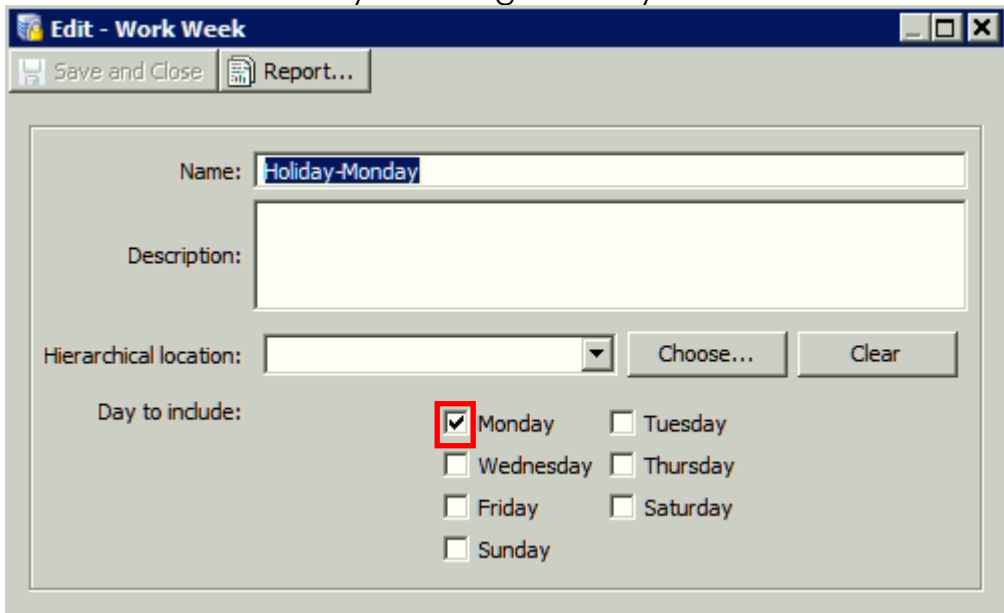 Edit - Work Week
Save and Close Report...
Name: Holiday-Monday
Description:
Hierarchical location: Choose... Clear
Day to include: Monday Tuesday
Wednesday Thursday
Friday Saturday
Sunday